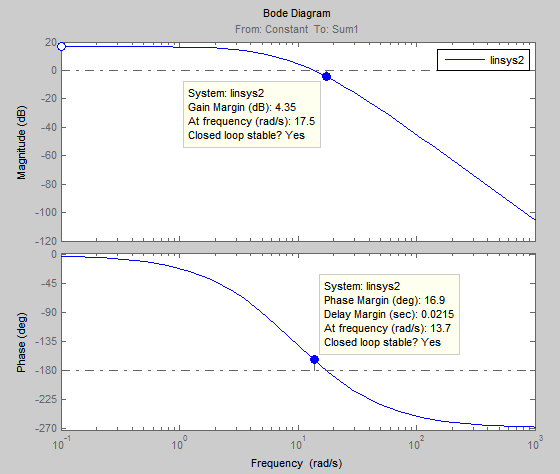 Bode Diagram
From: Constant To: Sum1
linsys2
Magnitude (dB)
20
0
-20
-40
-60
-80
-100
-120
System: linsys2
Gain Margin (dB): 4.35
At frequency (rad/s): 17.5
Closed loop stable? Yes
Phase (deg)
0
-45
-90
-135
-180
-225
-270
System: linsys2
Phase Margin (deg): 16.9
Delay Margin (sec): 0.0215
At frequency (rad/s): 13.7
Closed loop stable? Yes
10^-1 10^0 10^1 10^2 10^3
Frequency (rad/s)